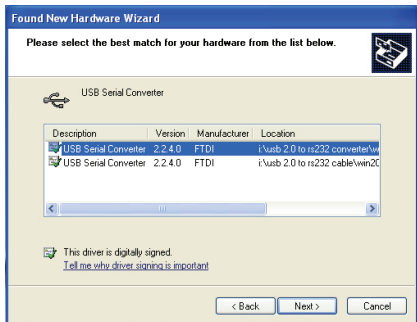 Found New Hardware Wizard
Please select the best match for your hardware from the list below.
USB Serial Converter
Description Version Manufacturer Location
USB Serial Converter 2.2.4.0 FTDI i:\usb 2.0 to rs232 converter\w
USB Serial Converter 2.2.4.0 FTDI i:\usb 2.0 to rs232 cable\win20
This driver is digitally signed.
Tell me why driver signing is important
< Back Next > Cancel